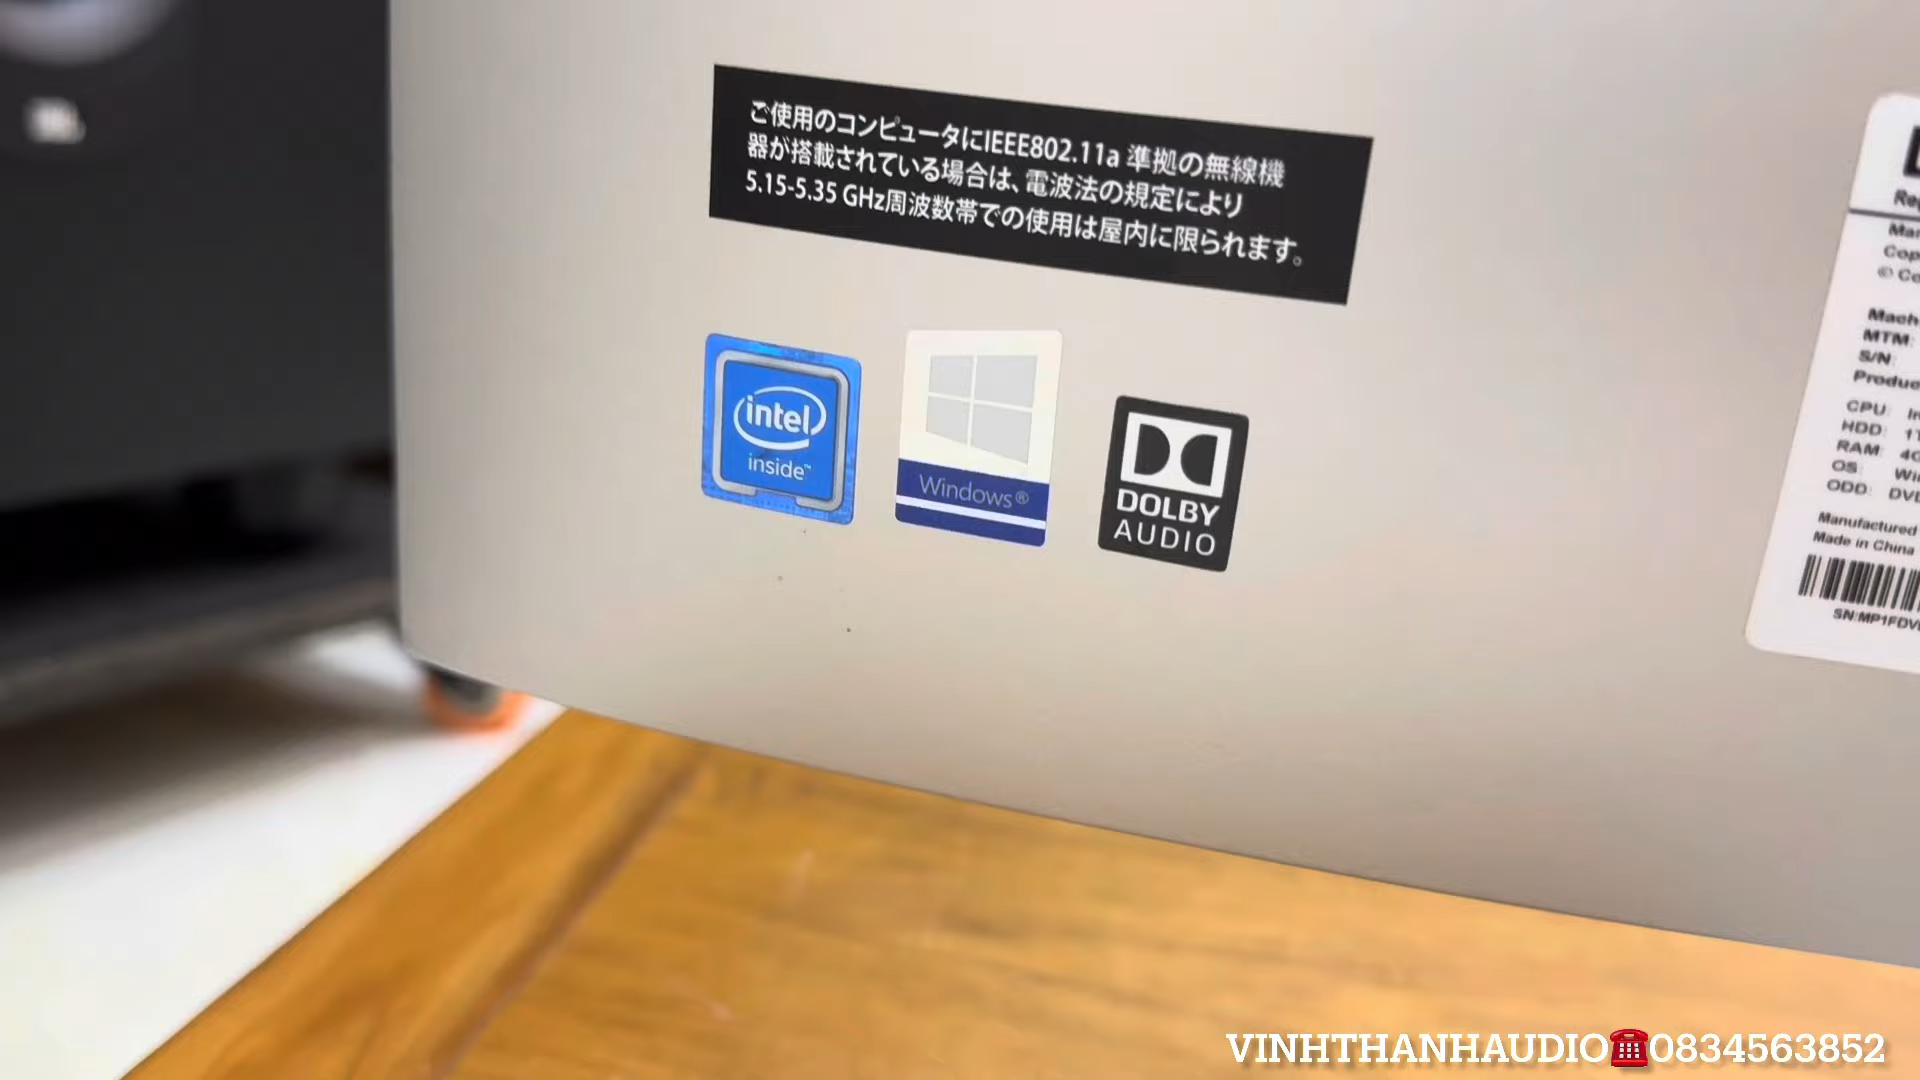 ご使用のコンピュータにIEEE802.11a 準拠の無線機
器が搭載されている場合は、電波法の規定により
5.15-5.35 GHz周波数帯での使用は屋内に限られます。
intel
inside™
Windows®
DOLBY
AUDIO
MTM:
S/N:
CPU:
HDD:
RAM:
OS:
ODD:
Manufactured
Made in China
VINHTHANHAUDIO☎0834563852